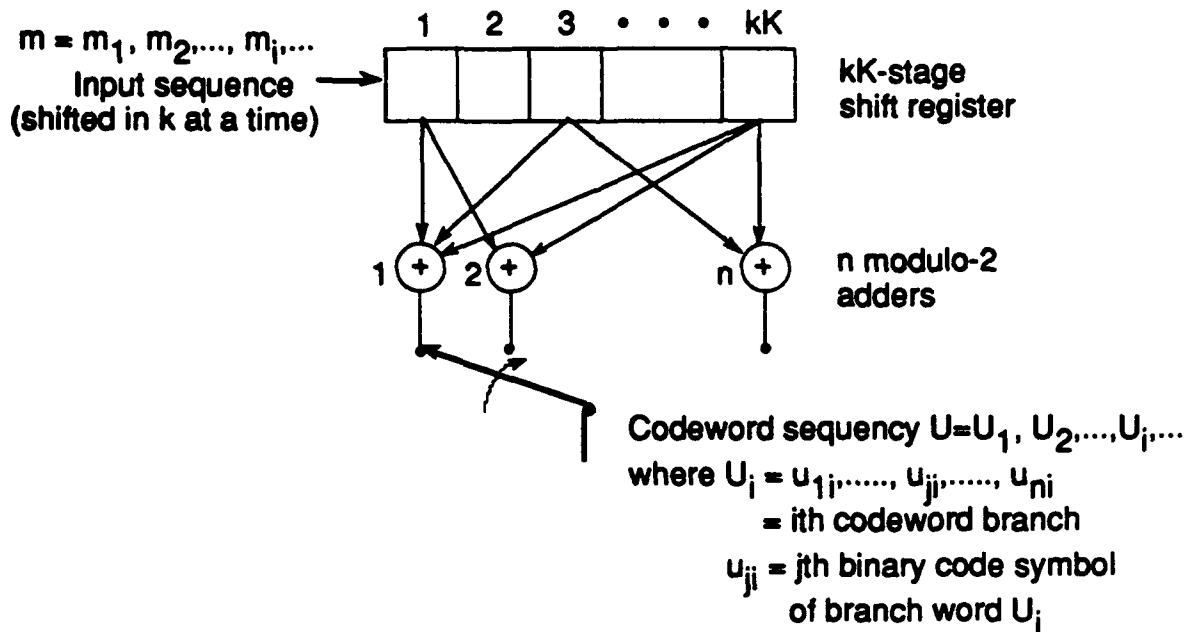 1 2 3 • • • kK
m = m1, m2,..., mi,...
Input sequence
(shifted in k at a time)
kK-stage
shift register
1 + 2 + n +
n modulo-2
adders
Codeword sequency U=U1, U2,...,Ui,...
where Ui = u1i,....., uji,....., uni
= ith codeword branch
uji = jth binary code symbol
of branch word Ui